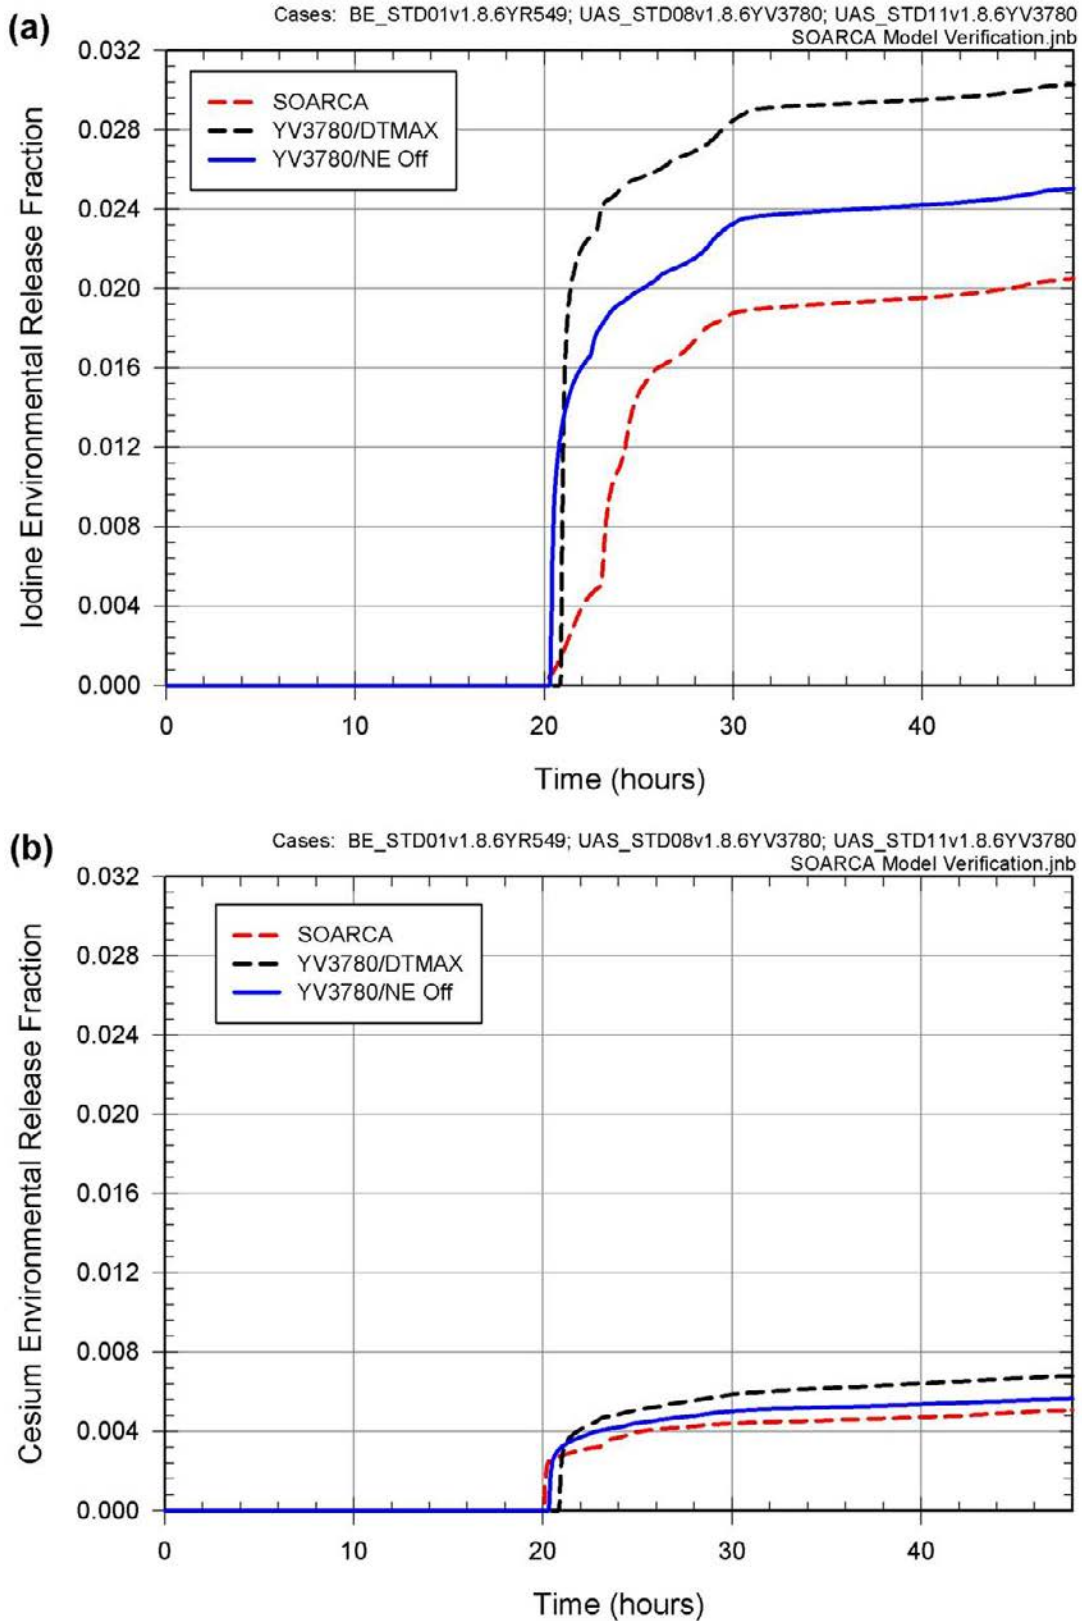 (a)
Cases: BE_STD01v1.8.6YR549; UAS_STD08v1.8.6YV3780; UAS_STD11v1.8.6YV3780
SOARCA Model Verification.jnb
SOARCA
YV3780/DTMAX
YV3780/NE Off
Iodine Environmental Release Fraction
0.032
0.028
0.024
0.020
0.016
0.012
0.008
0.004
0.000
0 10 20 30 40
Time (hours)
(b)
Cases: BE_STD01v1.8.6YR549; UAS_STD08v1.8.6YV3780; UAS_STD11v1.8.6YV3780
SOARCA Model Verification.jnb
SOARCA
YV3780/DTMAX
YV3780/NE Off
Cesium Environmental Release Fraction
0.032
0.028
0.024
0.020
0.016
0.012
0.008
0.004
0.000
0 10 20 30 40
Time (hours)